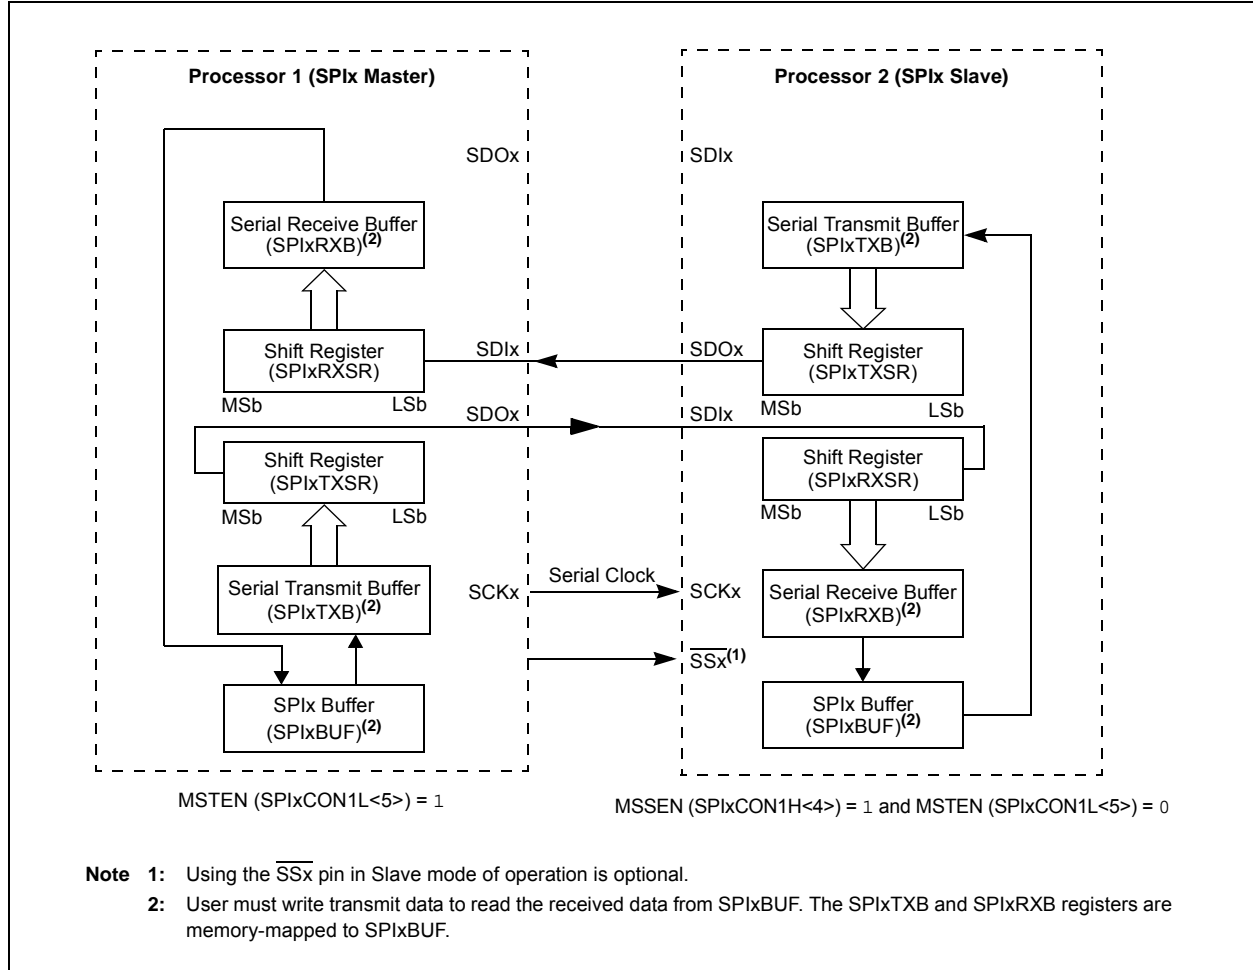 Processor 1 (SPIx Master)
Processor 2 (SPIx Slave)
SDOx
SDIx
Serial Receive Buffer
(SPIxRXB)(2)
Serial Transmit Buffer
(SPIxTXB)(2)
Shift Register
(SPIxRXSR)
SDIx
SDOx
Shift Register
(SPIxTXSR)
MSb
LSb
MSb
LSb
SDOx
SDIx
Shift Register
(SPIxTXSR)
Shift Register
(SPIxRXSR)
MSb
LSb
MSb
LSb
Serial Transmit Buffer
(SPIxTXB)(2)
SCKx
Serial Clock
SCKx
Serial Receive Buffer
(SPIxRXB)(2)
SSx(1)
SPIx Buffer
(SPIxBUF)(2)
SPIx Buffer
(SPIxBUF)(2)
MSTEN (SPIxCON1L<5>) = 1
MSSEN (SPIxCON1H<4>) = 1 and MSTEN (SPIxCON1L<5>) = 0
Note 1: Using the SSx pin in Slave mode of operation is optional.
2: User must write transmit data to read the received data from SPIxBUF. The SPIxTXB and SPIxRXB registers are
memory-mapped to SPIxBUF.